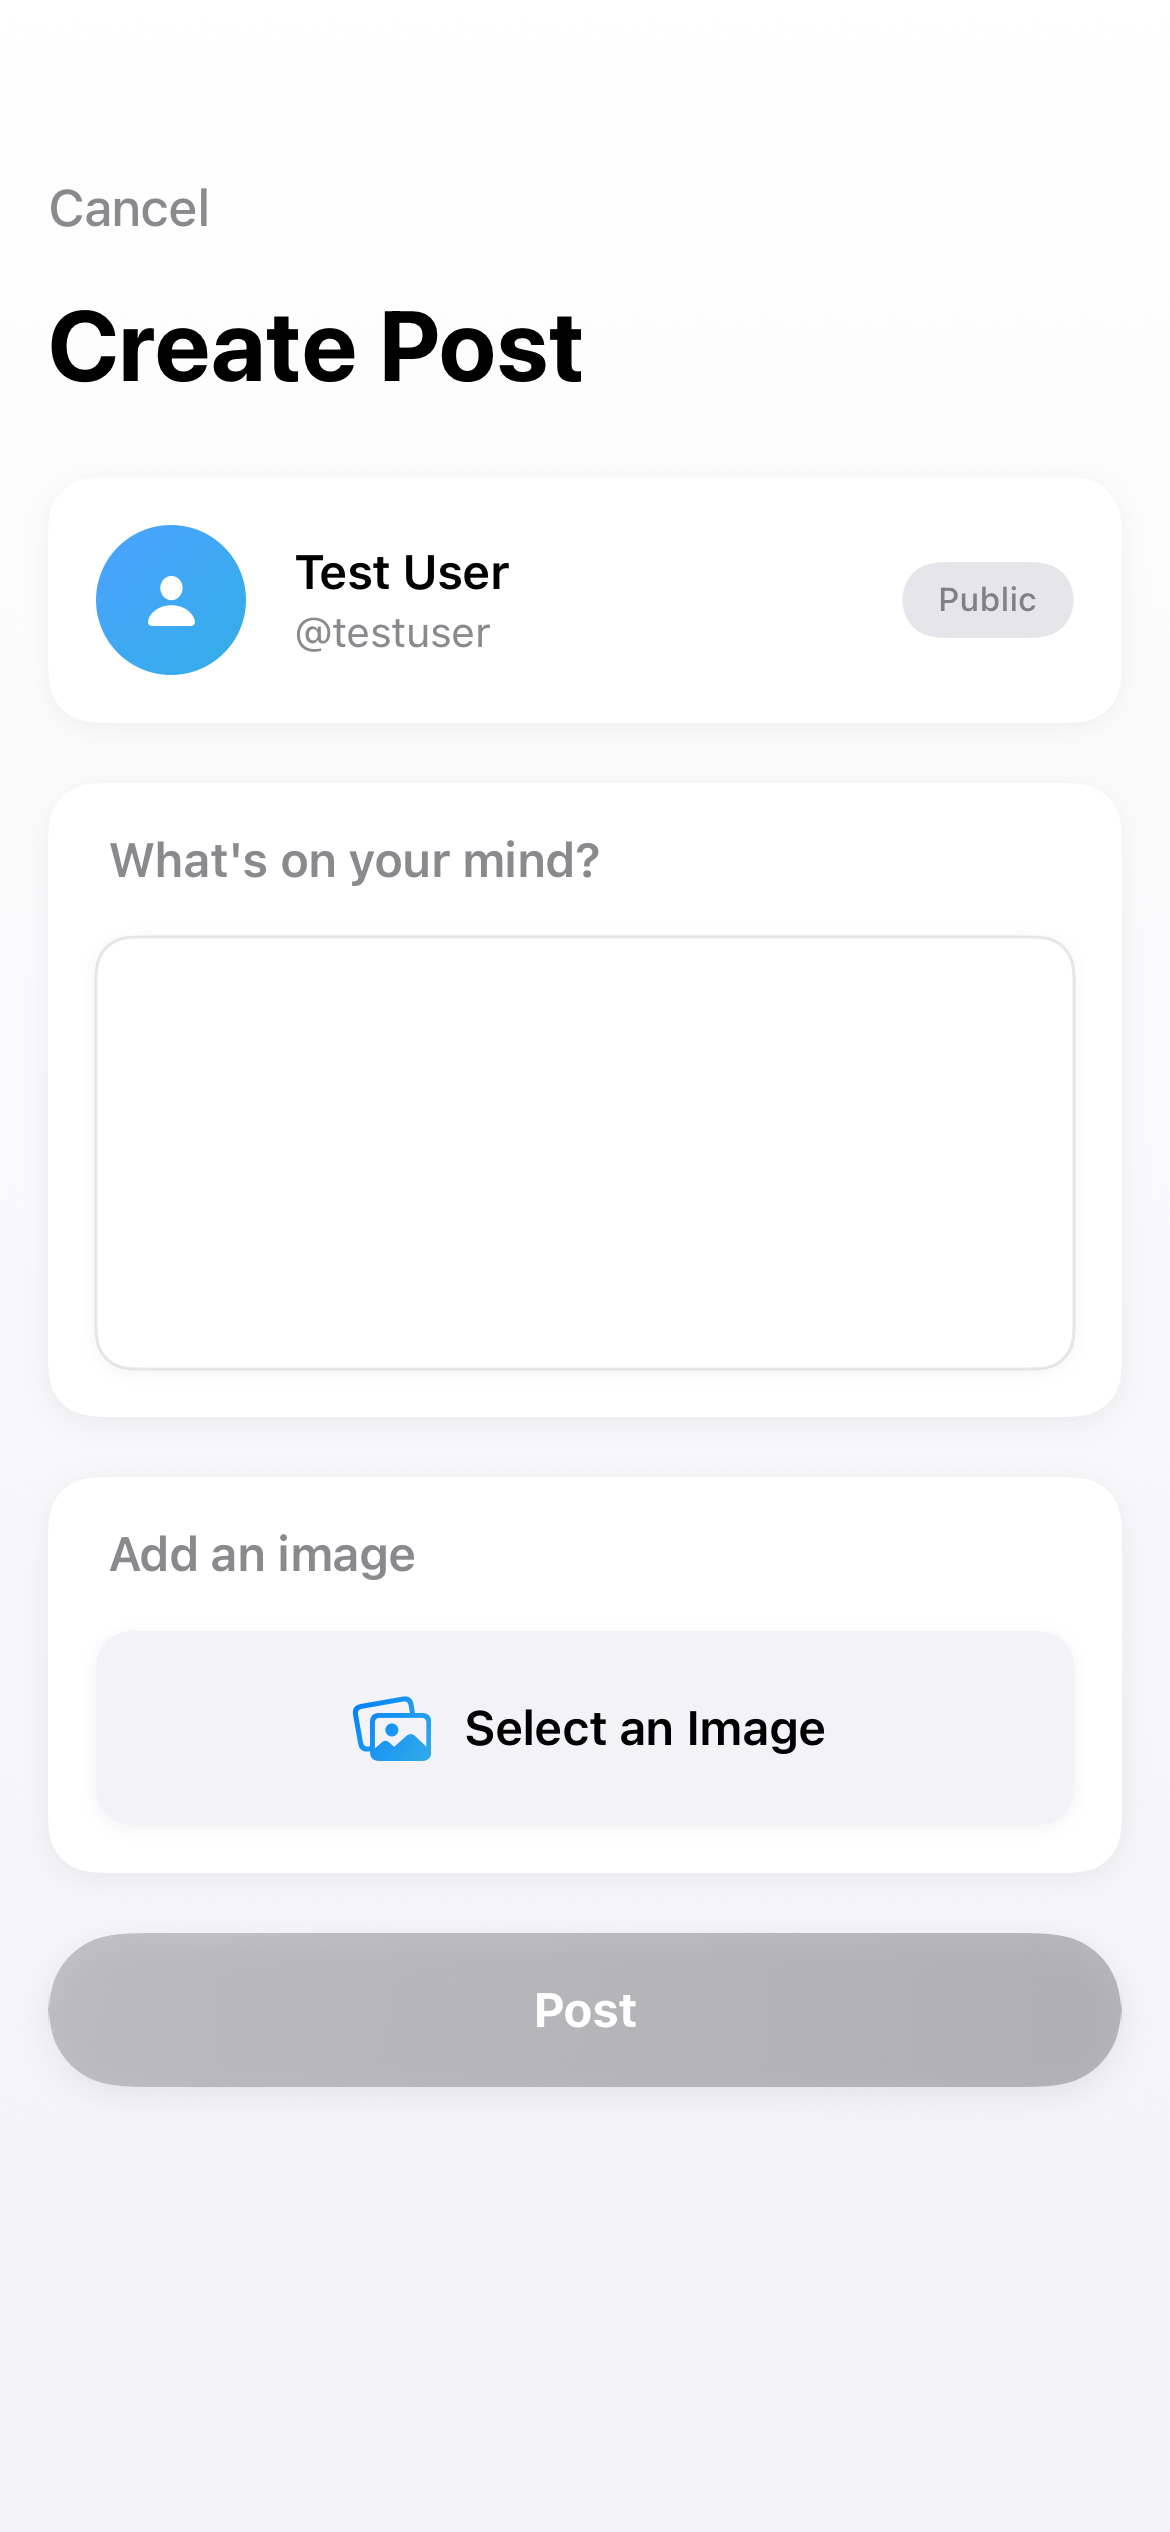 Cancel
Create Post
Test User
@testuser
Public
What's on your mind?
Add an image
Select an Image
Post